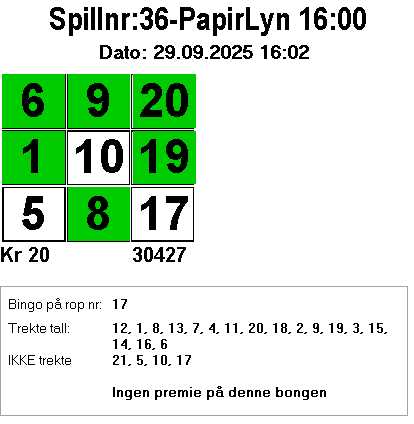 Spillnr:36-PapirLyn 16:00
Dato: 29.09.2025 16:02
6 9 20
1 10 19
5 8 17
Kr 20 30427
Bingo på rop nr: 17
Trekte tall: 12, 1, 8, 13, 7, 4, 11, 20, 18, 2, 9, 19, 3, 15,
14, 16, 6
IKKE trekte 21, 5, 10, 17
Ingen premie på denne bongen